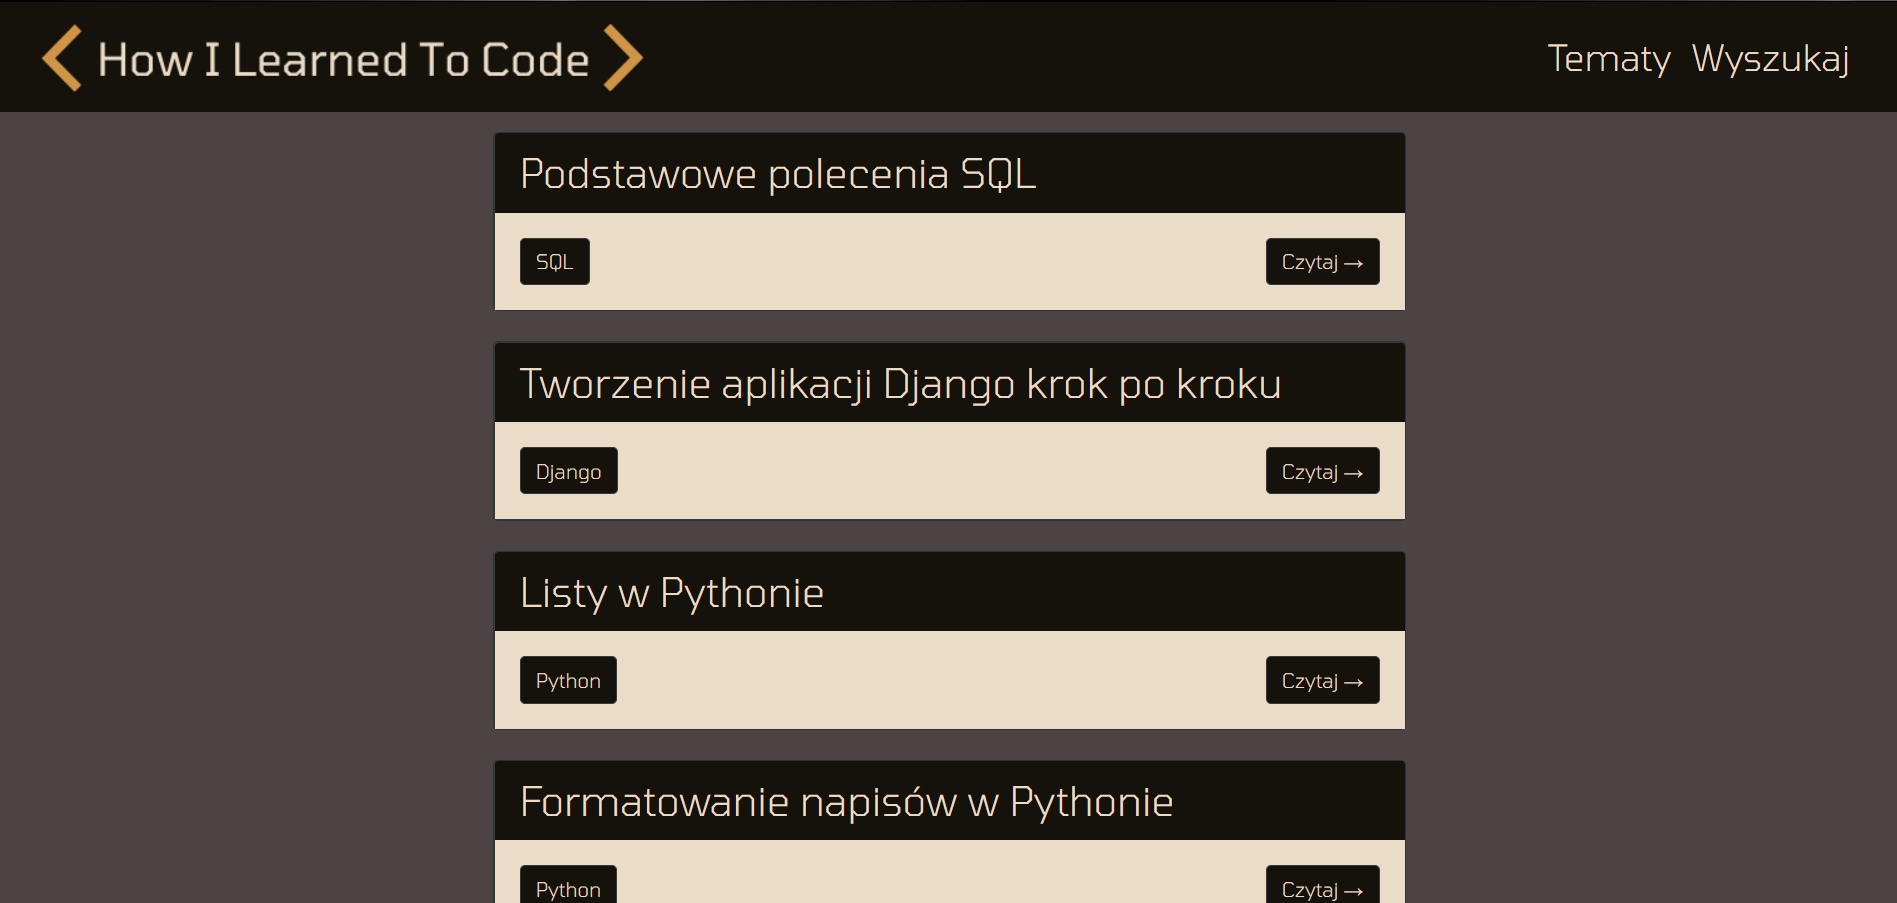 How I Learned To Code
Tematy Wyszukaj
Podstawowe polecenia SQL
SQL
Czytaj →
Tworzenie aplikacji Django krok po kroku
Django
Czytaj →
Listy w Pythonie
Python
Czytaj →
Formatowanie napisów w Pythonie
Python
Czytaj →